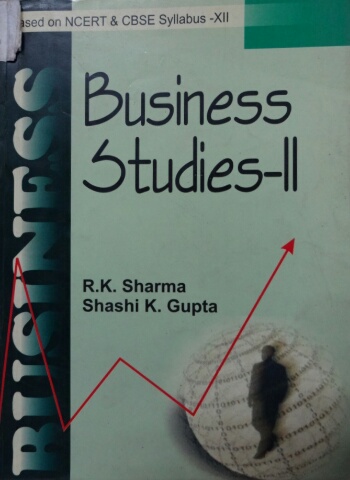 ased on NCERT & CBSE Syllabus -XII
Business
Studies-II
BUSINESS
R.K. Sharma
Shashi K. Gupta